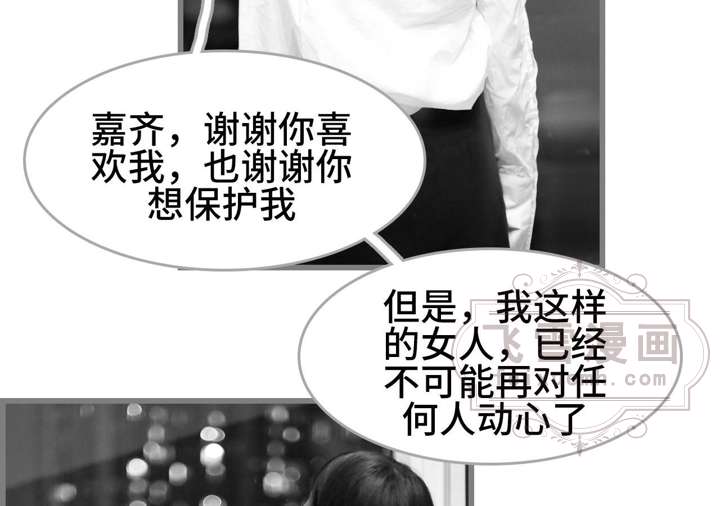 嘉齐，谢谢你喜
欢我，也谢谢你
想保护我
但是，我这样
的女人，已经
不可能再对任
何人动心了
飞雪漫画